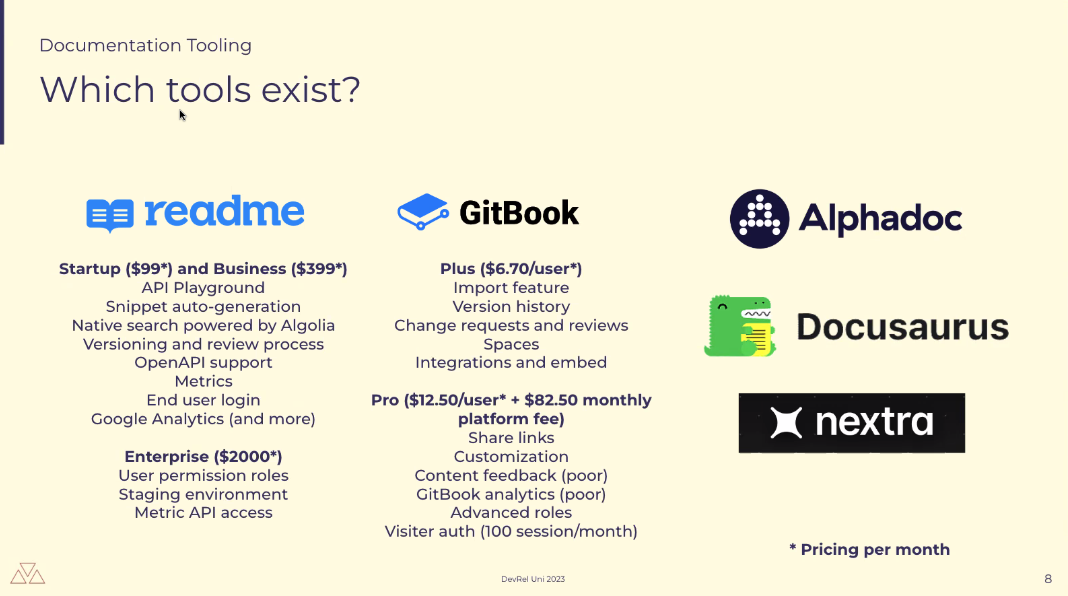 Documentation Tooling
Which tools exist?
readme
Startup ($99*) and Business ($399*)
API Playground
Snippet auto-generation
Native search powered by Algolia
Versioning and review process
OpenAPI support
Metrics
End user login
Google Analytics (and more)
Enterprise ($2000*)
User permission roles
Staging environment
Metric API access
GitBook
Plus ($6.70/user*)
Import feature
Version history
Change requests and reviews
Spaces
Integrations and embed
Pro ($12.50/user* + $82.50 monthly
platform fee)
Share links
Customization
Content feedback (poor)
GitBook analytics (poor)
Advanced roles
Visiter auth (100 session/month)
Alphadoc
Docusaurus
nextra
* Pricing per month
DevRel Uni 2023
8